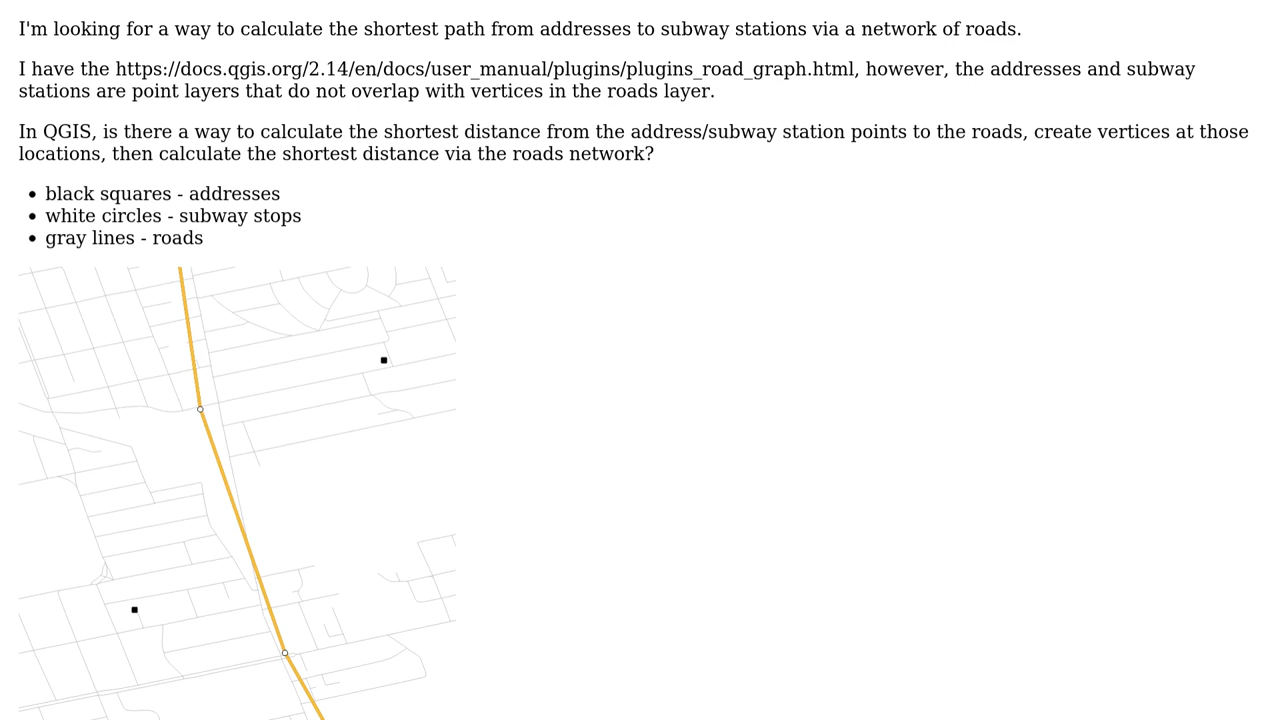 I'm looking for a way to calculate the shortest path from addresses to subway stations via a network of roads.
I have the https://docs.qgis.org/2.14/en/docs/user_manual/plugins/plugins_road_graph.html, however, the addresses and subway
stations are point layers that do not overlap with vertices in the roads layer.
In QGIS, is there a way to calculate the shortest distance from the address/subway station points to the roads, create vertices at those
locations, then calculate the shortest distance via the roads network?
• black squares - addresses
• white circles - subway stops
• gray lines - roads